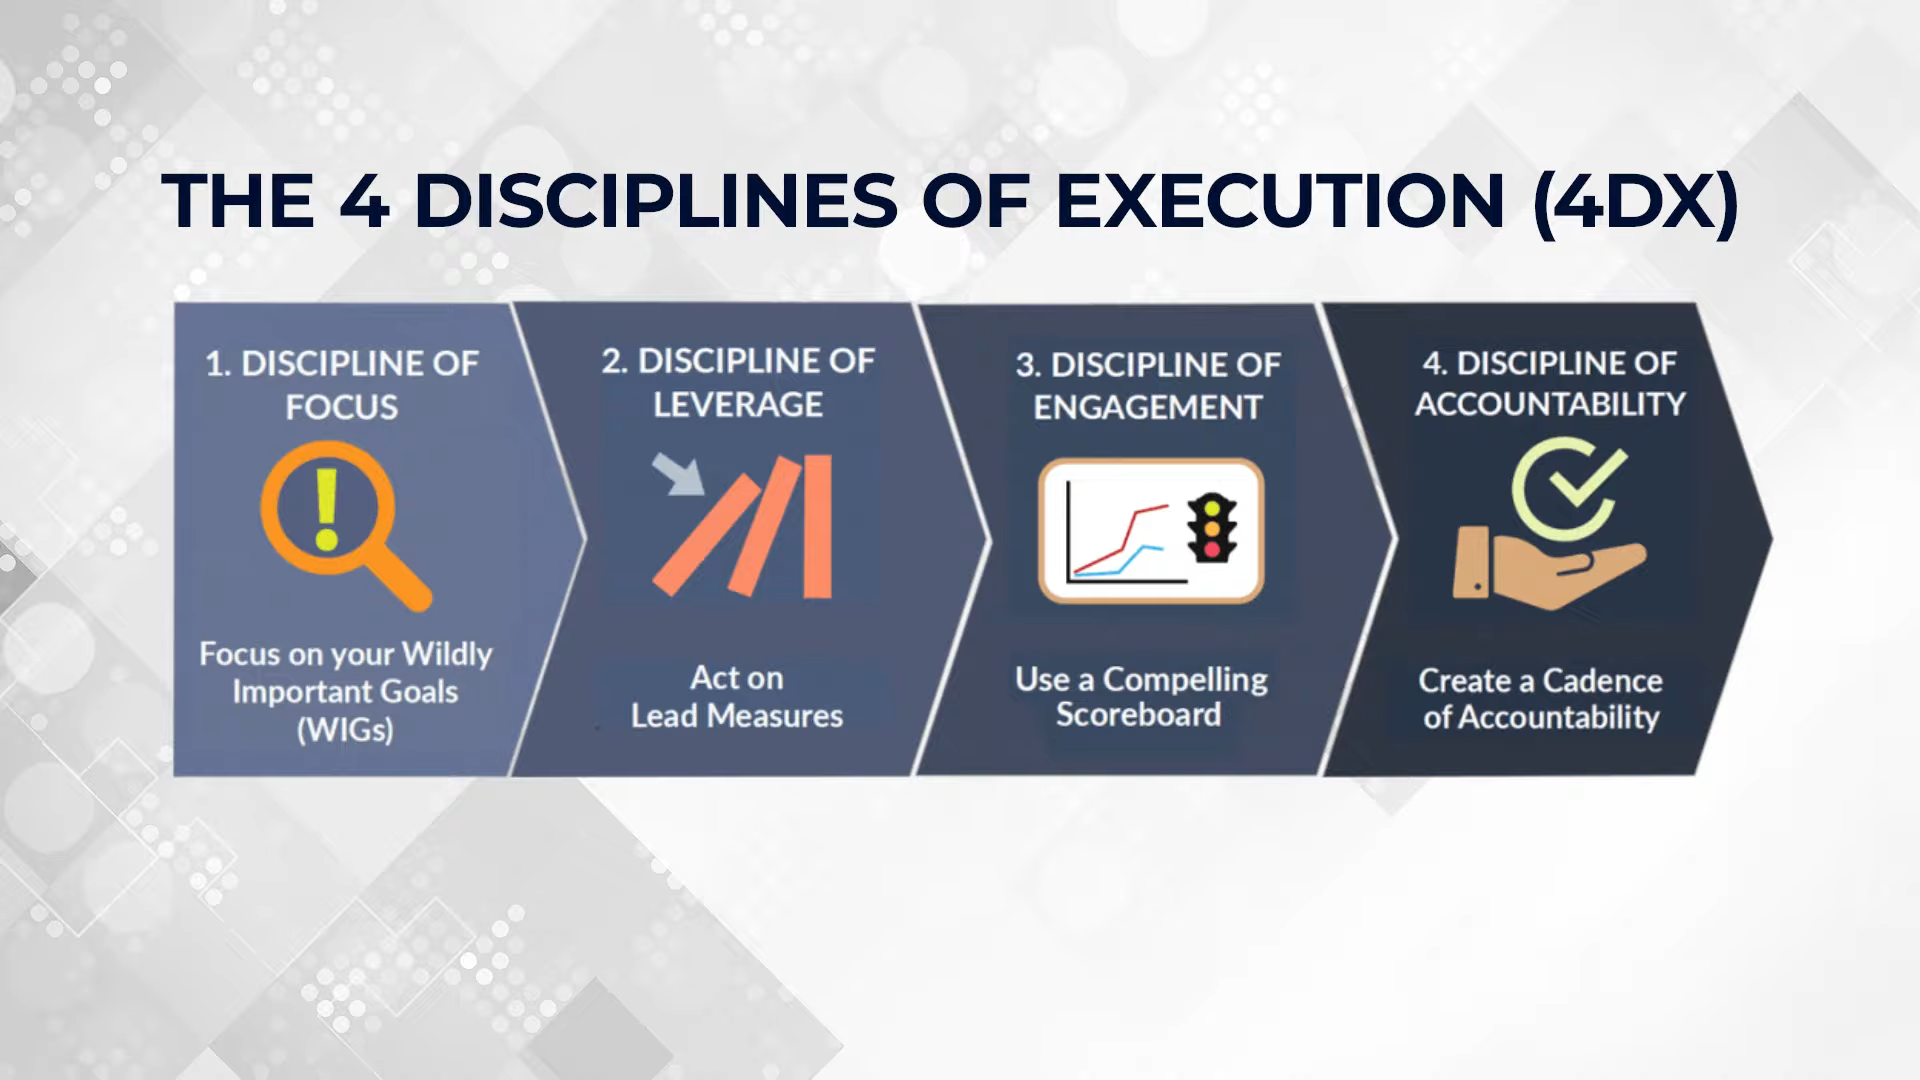 THE 4 DISCIPLINES OF EXECUTION (4DX)
1. DISCIPLINE OF
FOCUS
Focus on your Wildly
Important Goals
(WIGs)
2. DISCIPLINE OF
LEVERAGE
Act on
Lead Measures
3. DISCIPLINE OF
ENGAGEMENT
Use a Compelling
Scoreboard
4. DISCIPLINE OF
ACCOUNTABILITY
Create a Cadence
of Accountability